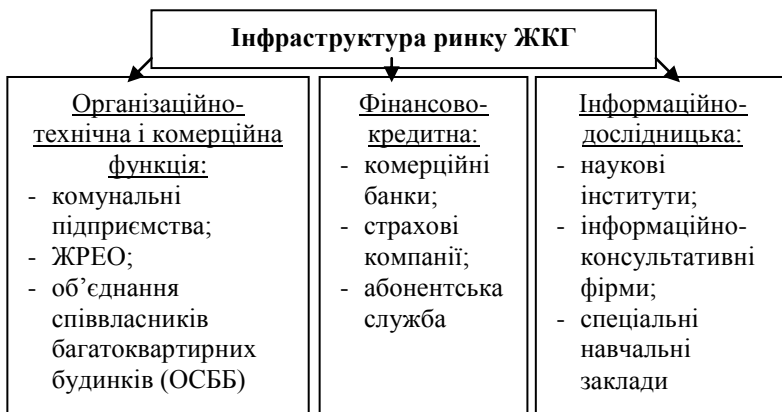 Інфраструктура ринку ЖКГ
Організаційно-
технічна і комерційна
функція:
- комунальні
підприємства;
- ЖРЕО;
- об’єднання
співвласників
багатоквартирних
будинків (ОСББ)
Фінансово-
кредитна:
- комерційні
банки;
- страхові
компанії;
- абонентська
служба
Інформаційно-
дослідницька:
- наукові
інститути;
- інформаційно-
консультативні
фірми;
- спеціальні
навчальні
заклади